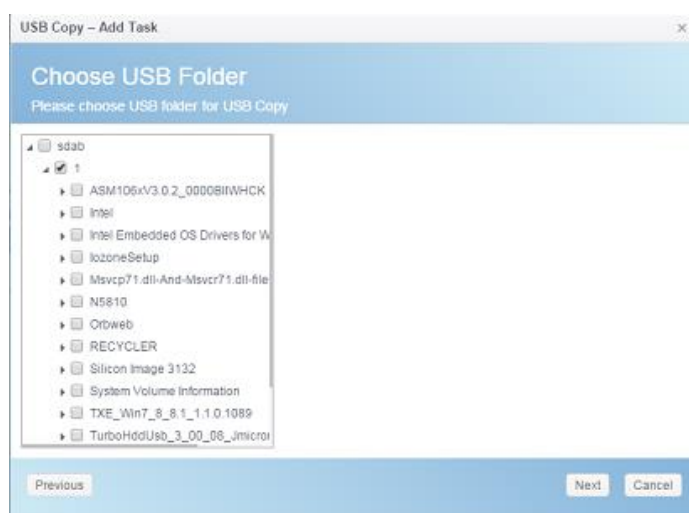 USB Copy – Add Task
Choose USB Folder
Please choose USB folder for USB Copy
sdab
1
ASM106xV3.0.2_0000BIIWHCK
Intel
Intel Embedded OS Drivers for W
IozoneSetup
Msvcp71.dll-And-Msvcr71.dll-file
N5810
Orbweb
RECYCLER
Silicon Image 3132
System Volume Information
TXE_Win7_8_8.1_1.1.0.1089
TurboHddUsb_3_00_08_Jmicron
Previous
Next
Cancel